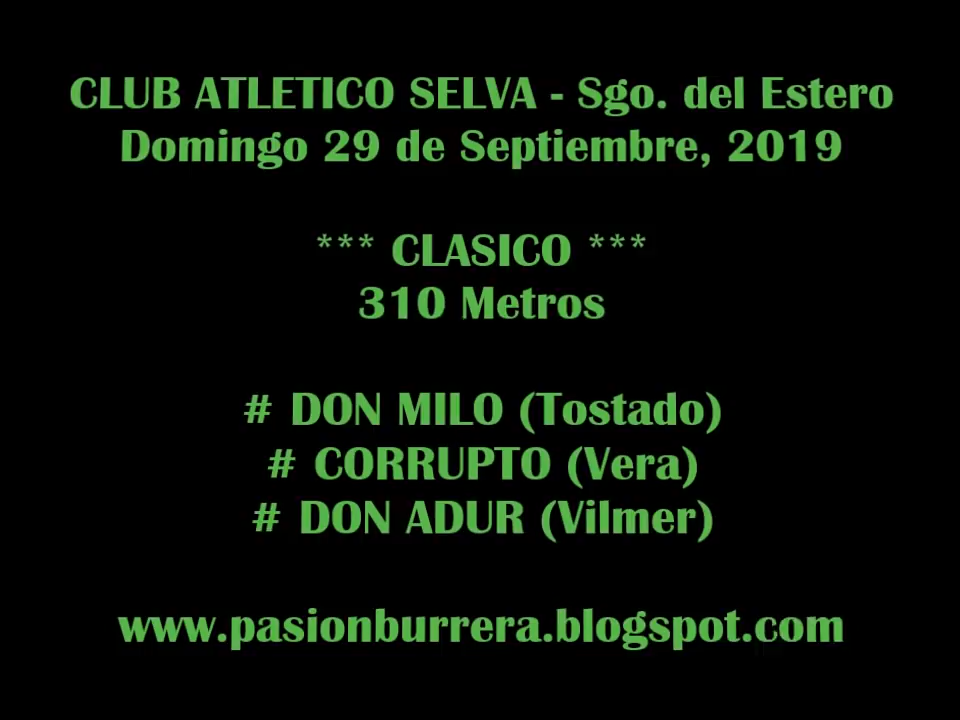 CLUB ATLETICO SELVA - Sgo. del Estero
Domingo 29 de Septiembre, 2019
*** CLASICO ***
310 Metros
# DON MILO (Tostado)
# CORRUPTO (Vera)
# DON ADUR (Vilmer)
www.pasionburrera.blogspot.com